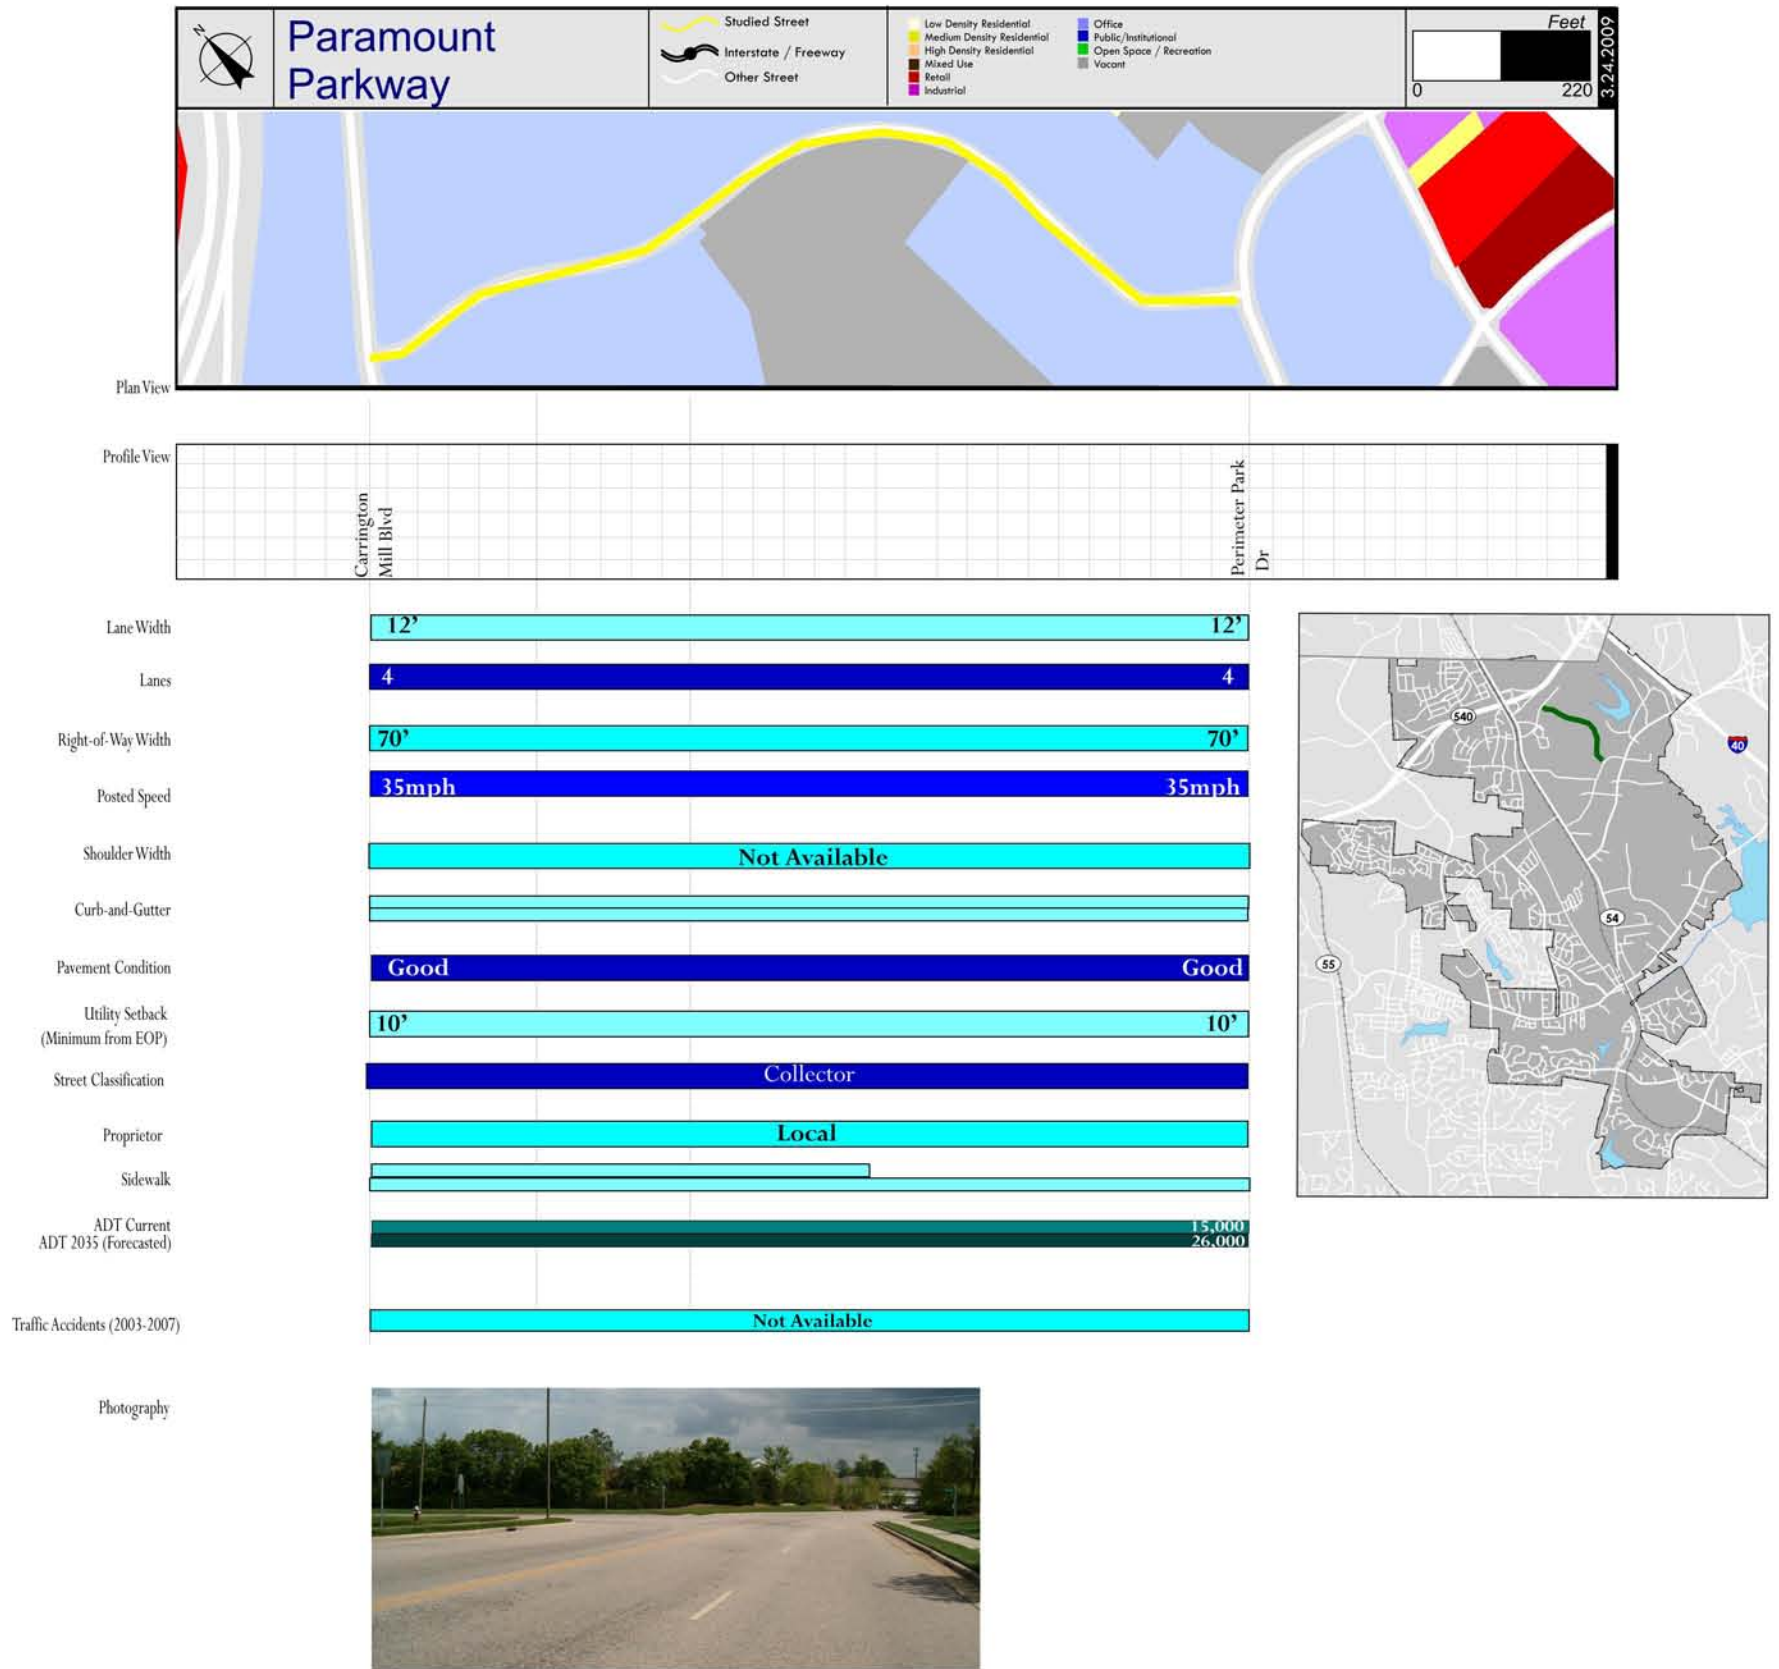 N
Paramount
Parkway
Studied Street
Interstate / Freeway
Other Street
Low Density Residential
Medium Density Residential
High Density Residential
Mixed Use
Retail
Industrial
Office
Public/Institutional
Open Space / Recreation
Vacant
Feet
0 220
3.24.2009
Plan View
Profile View
Carrington
Mill Blvd
Perimeter Park
Dr
Lane Width 12’ 12’
Lanes 4 4
Right-of-Way Width 70’ 70’
Posted Speed 35mph 35mph
Shoulder Width Not Available
Curb-and-Gutter
Pavement Condition Good Good
Utility Setback
(Minimum from EOP)
10’ 10’
Street Classification Collector
Proprietor Local
Sidewalk
ADT Current 15,000
ADT 2035 (Forecasted) 26,000
Traffic Accidents (2003-2007) Not Available
Photography
540
40
54
55